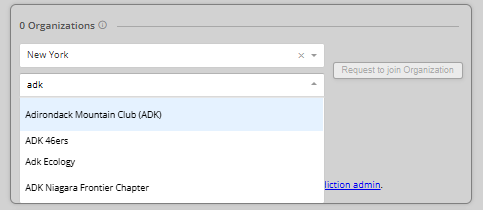 0 Organizations
New York
Request to join Organization
adk
Adirondack Mountain Club (ADK)
ADK 46ers
Adk Ecology
ADK Niagara Frontier Chapter
liction admin.